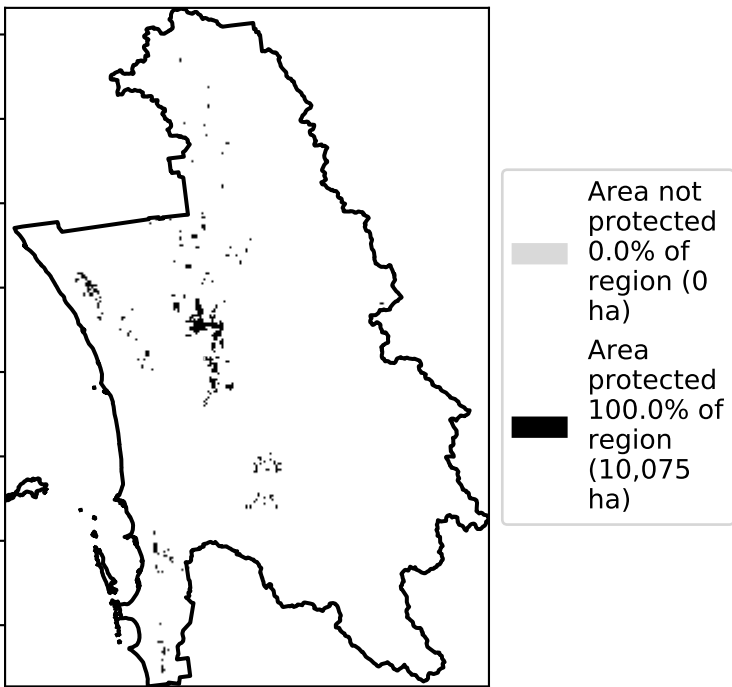 Area not
protected
0.0% of
region (0
ha)
Area
protected
100.0% of
region
(10,075
ha)